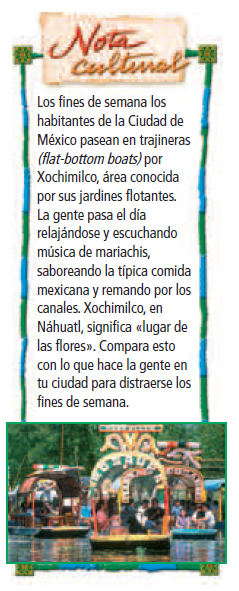 Nota
cultural
Los fines de semana los
habitantes de la Ciudad de
México pasean en trajineras
(flat-bottom boats) por
Xochimilco, área conocida
por sus jardines flotantes.
La gente pasa el día
relajándose y escuchando
música de mariachis,
saboreando la típica comida
mexicana y remando por los
canales. Xochimilco, en
Náhuatl, significa «lugar de
las flores». Compara esto
con lo que hace la gente en
tu ciudad para distraerse los
fines de semana.